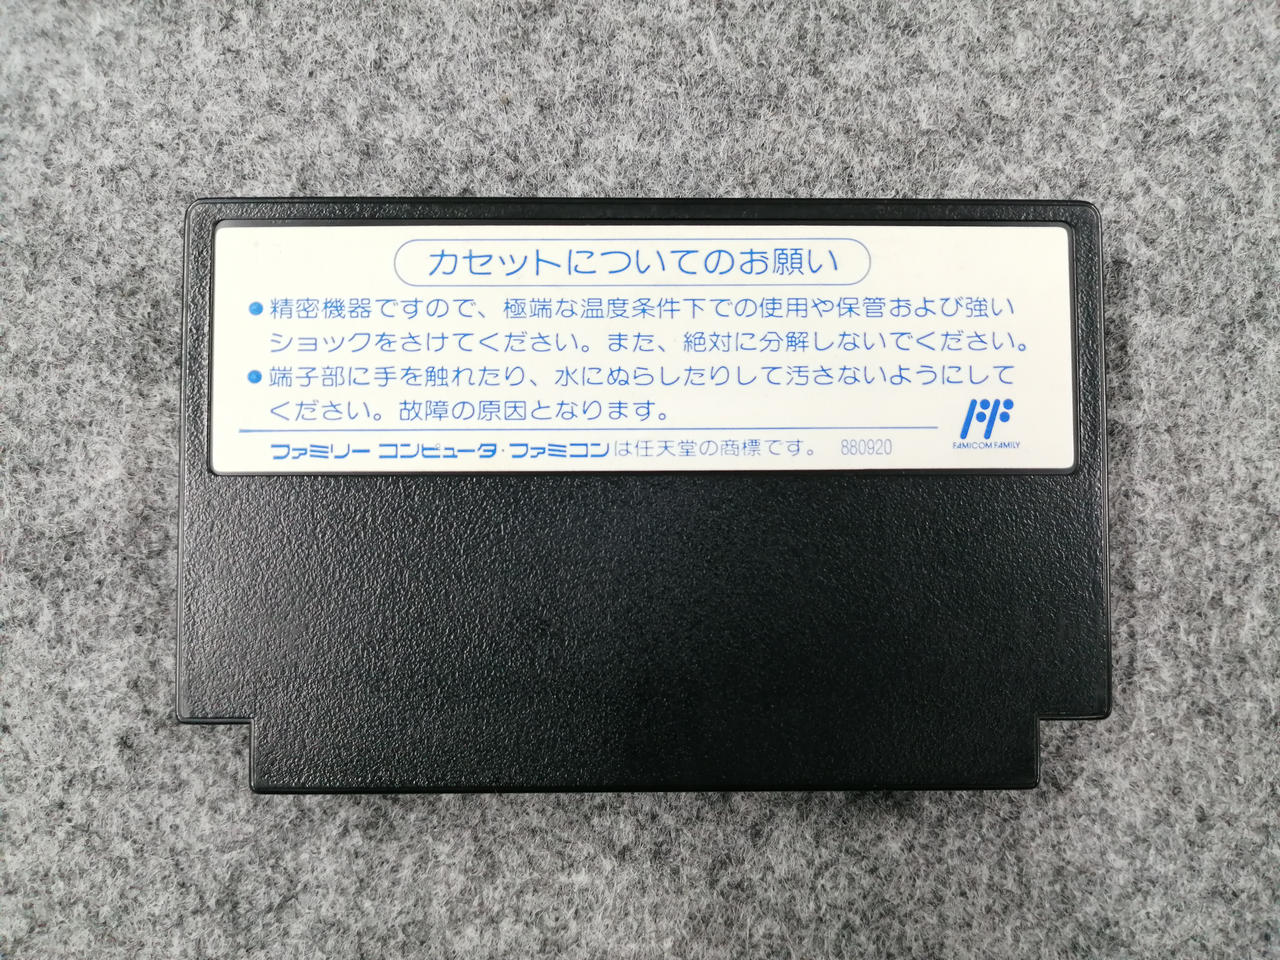 カセットについてのお願い
●精密機器ですので、極端な温度条件下での使用や保管および強い
ショックをさけてください。また、絶対に分解しないでください。
●端子部に手を触れたり、水にぬらしたりして汚さないようにして
ください。故障の原因となります。
ファミリーコンピュータ・ファミコンは任天堂の商標です。 880920
FAMICOM FAMILY